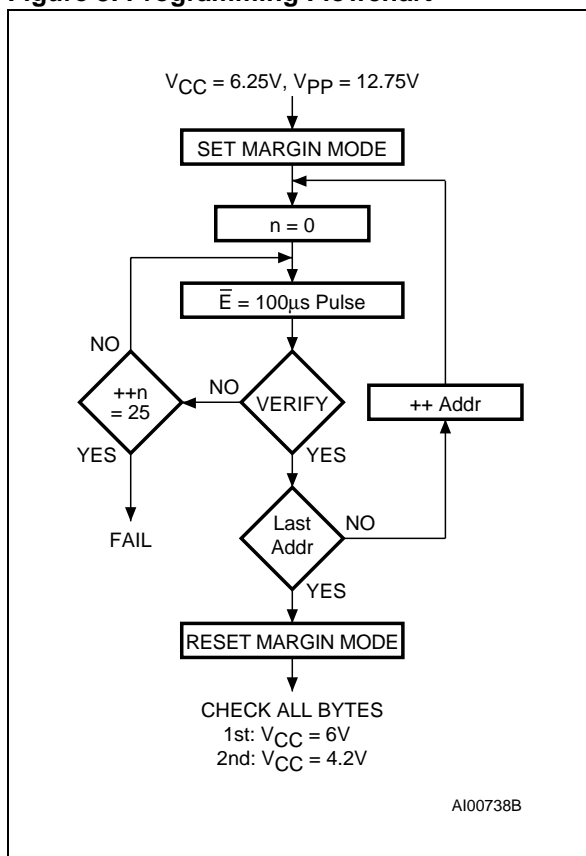 Figure Programming Flowchart
VCC = 6.25V, VPP = 12.75V
SET MARGIN MODE
n = 0
E̅ = 100μs Pulse
NO
++n
= 25
NO
VERIFY
++ Addr
YES
YES
FAIL
Last
Addr
NO
YES
RESET MARGIN MODE
CHECK ALL BYTES
1st: VCC = 6V
2nd: VCC = 4.2V
AI00738B